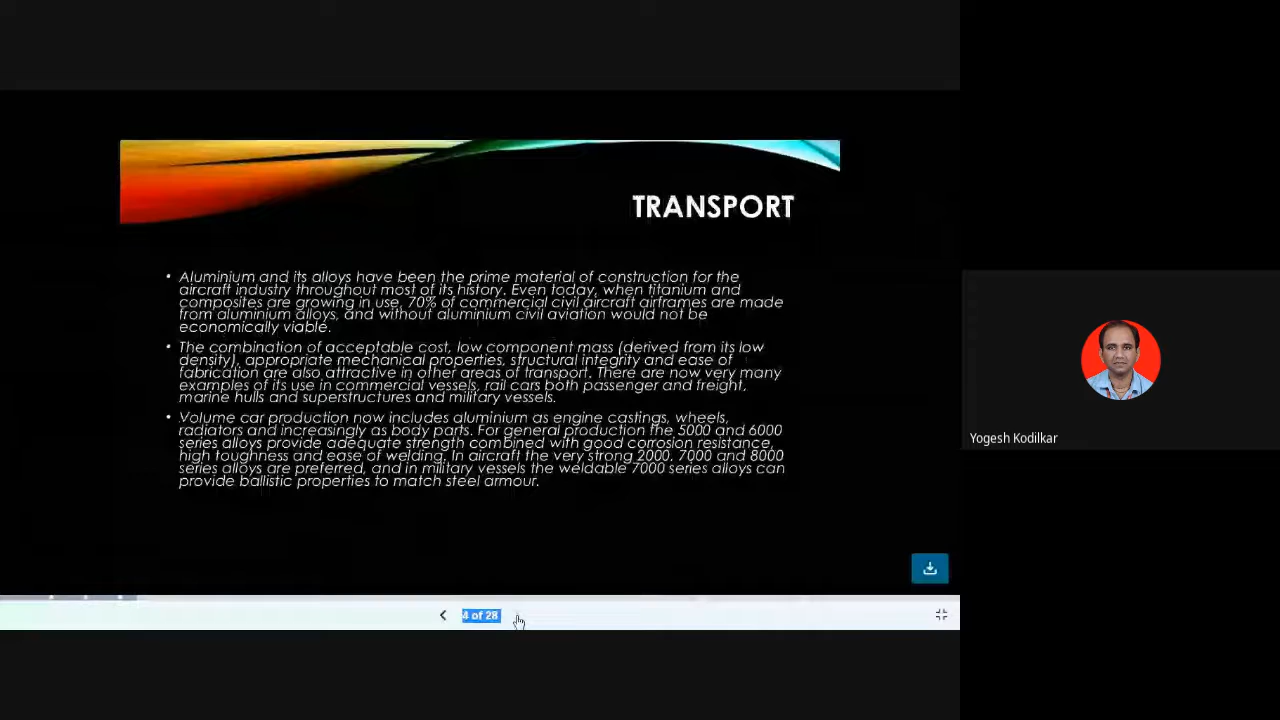 TRANSPORT
• Aluminium and its alloys have been the prime material of construction for the
aircraft industry throughout most of its history. Even today, when titanium and
composites are growing in use, 70% of commercial civil aircraft airframes are made
from aluminium alloys, and without aluminium civil aviation would not be
economically viable.
• The combination of acceptable cost, low component mass (derived from its low
density), appropriate mechanical properties, structural integrity and ease of
fabrication are also attractive in other areas of transport. There are now very many
examples of its use in commercial vessels, rail cars both passenger and freight,
marine hulls and superstructures and military vessels.
• Volume car production now includes aluminium as engine castings, wheels,
radiators and increasingly as body parts. For general production the 5000 and 6000
series alloys provide adequate strength combined with good corrosion resistance,
high toughness and ease of welding. In aircraft the very strong 2000, 7000 and 8000
series alloys are preferred, and in military vessels the weldable 7000 series alloys can
provide ballistic properties to match steel armour.
4 of 28
Yogesh Kodilkar